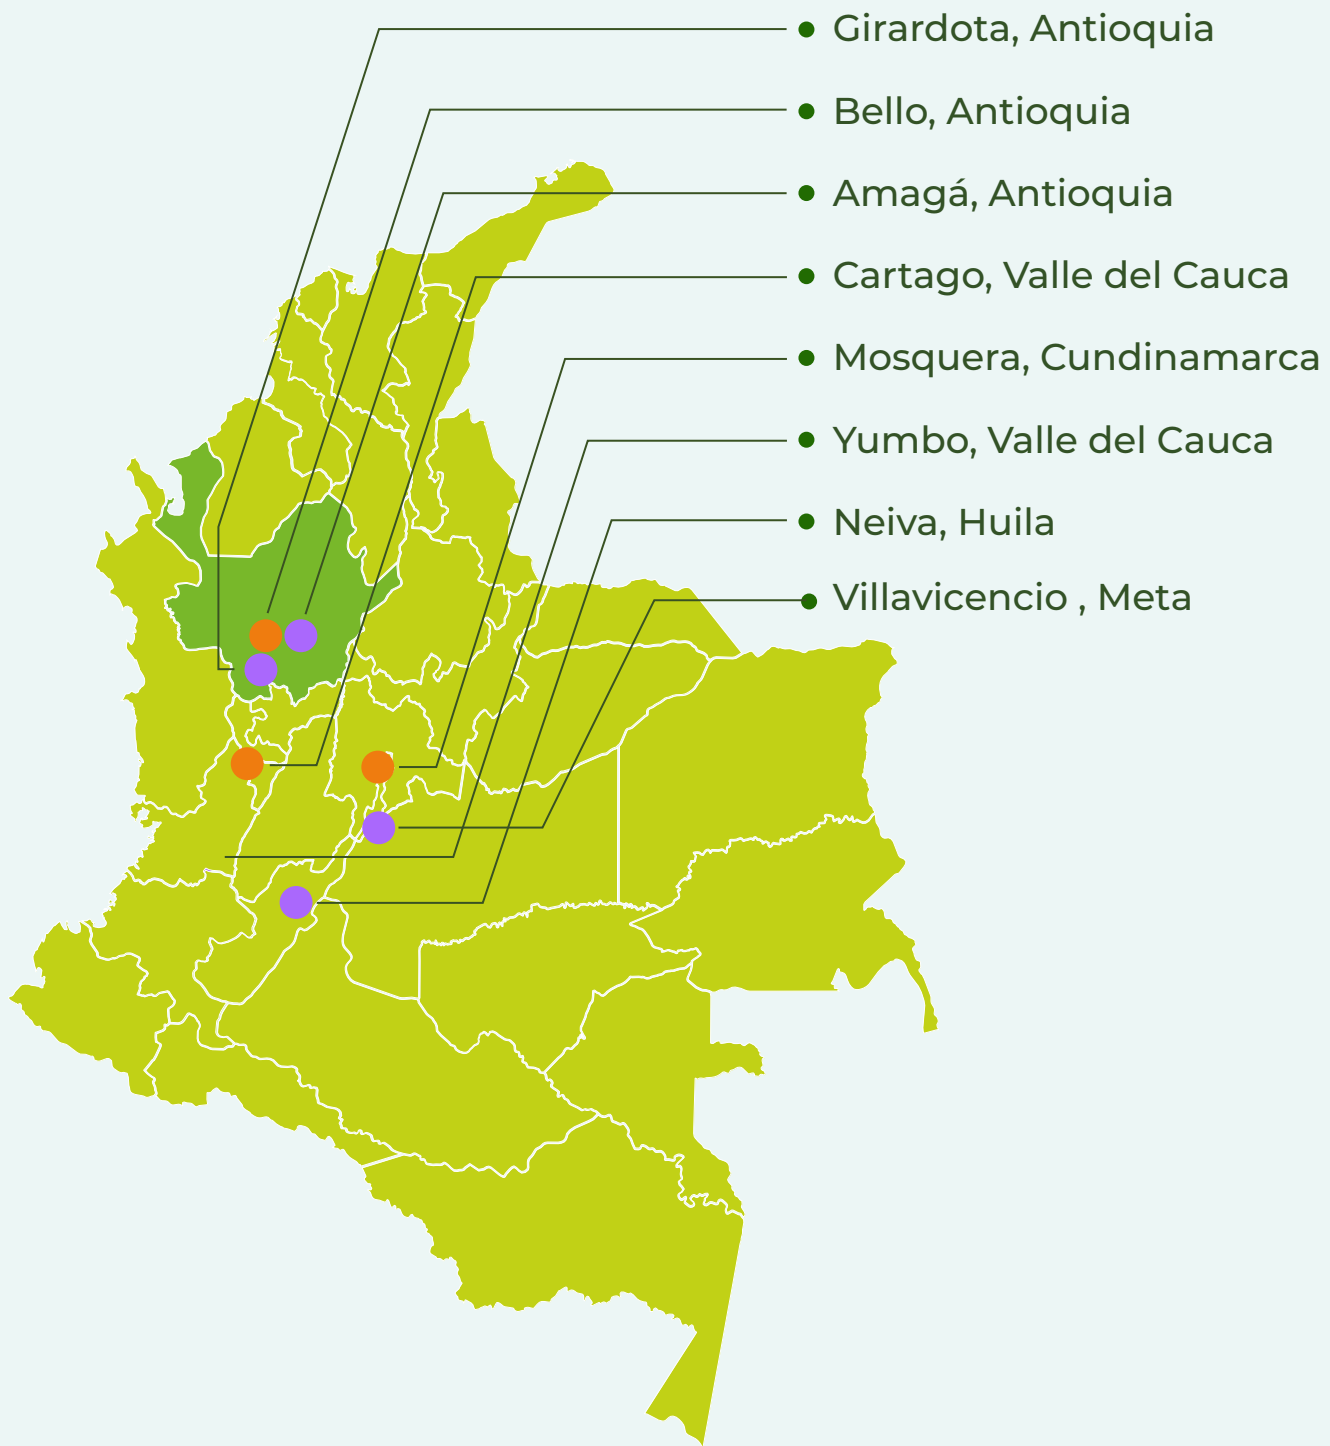 Girardota, Antioquia
Bello, Antioquia
Amagá, Antioquia
Cartago, Valle del Cauca
Mosquera, Cundinamarca
Yumbo, Valle del Cauca
Neiva, Huila
Villavicencio , Meta